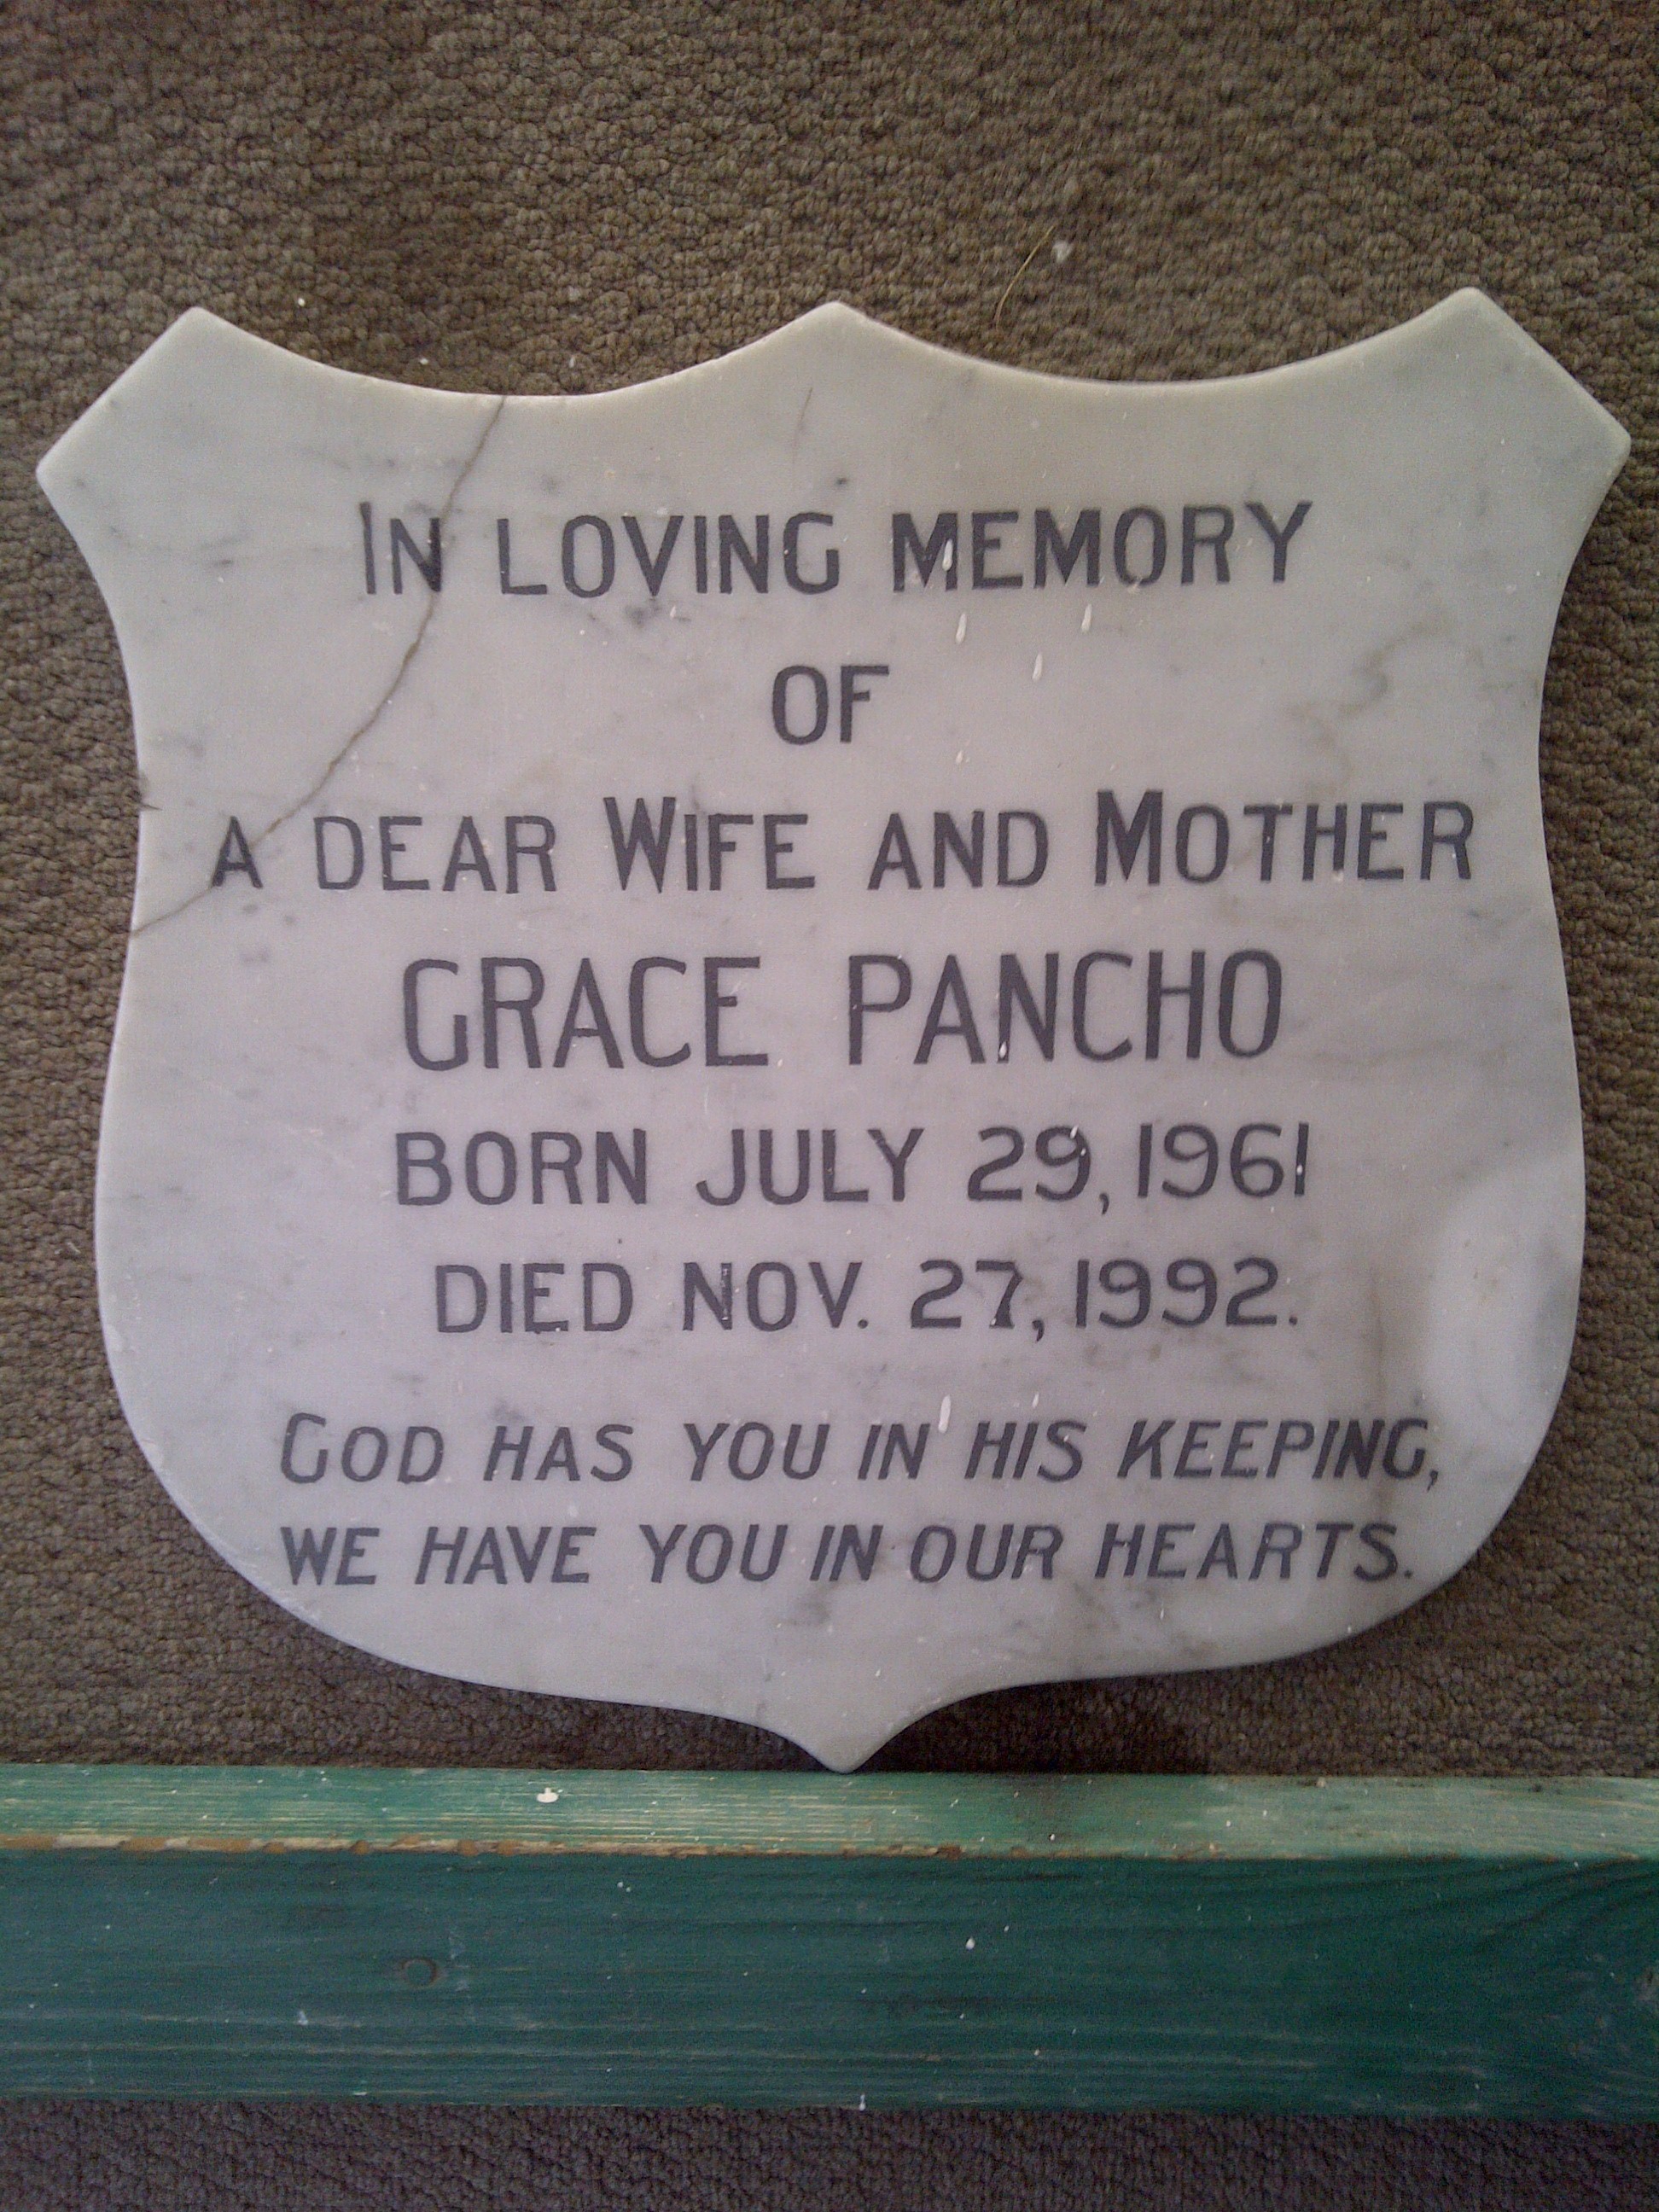 IN LOVING MEMORY
OF
A DEAR WIFE AND MOTHER
GRACE PANCHO
BORN JULY 29, 1961
DIED NOV. 27, 1992.
GOD HAS YOU IN HIS KEEPING,
WE HAVE YOU IN OUR HEARTS.